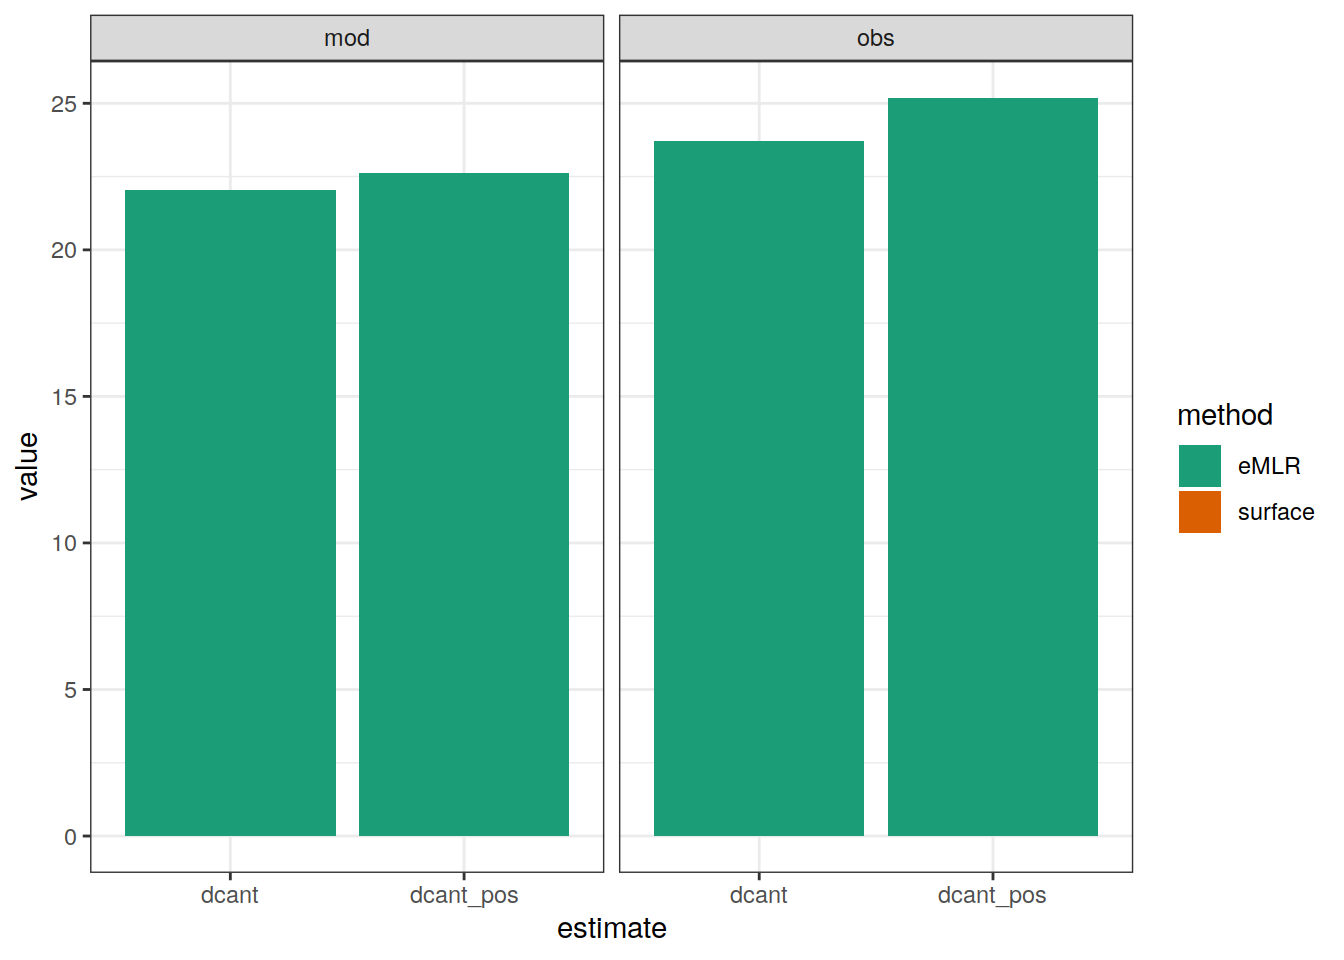 mod
obs
25
20
15
10
5
0
value
dcant
dcant_pos
dcant
dcant_pos
estimate
method
eMLR
surface